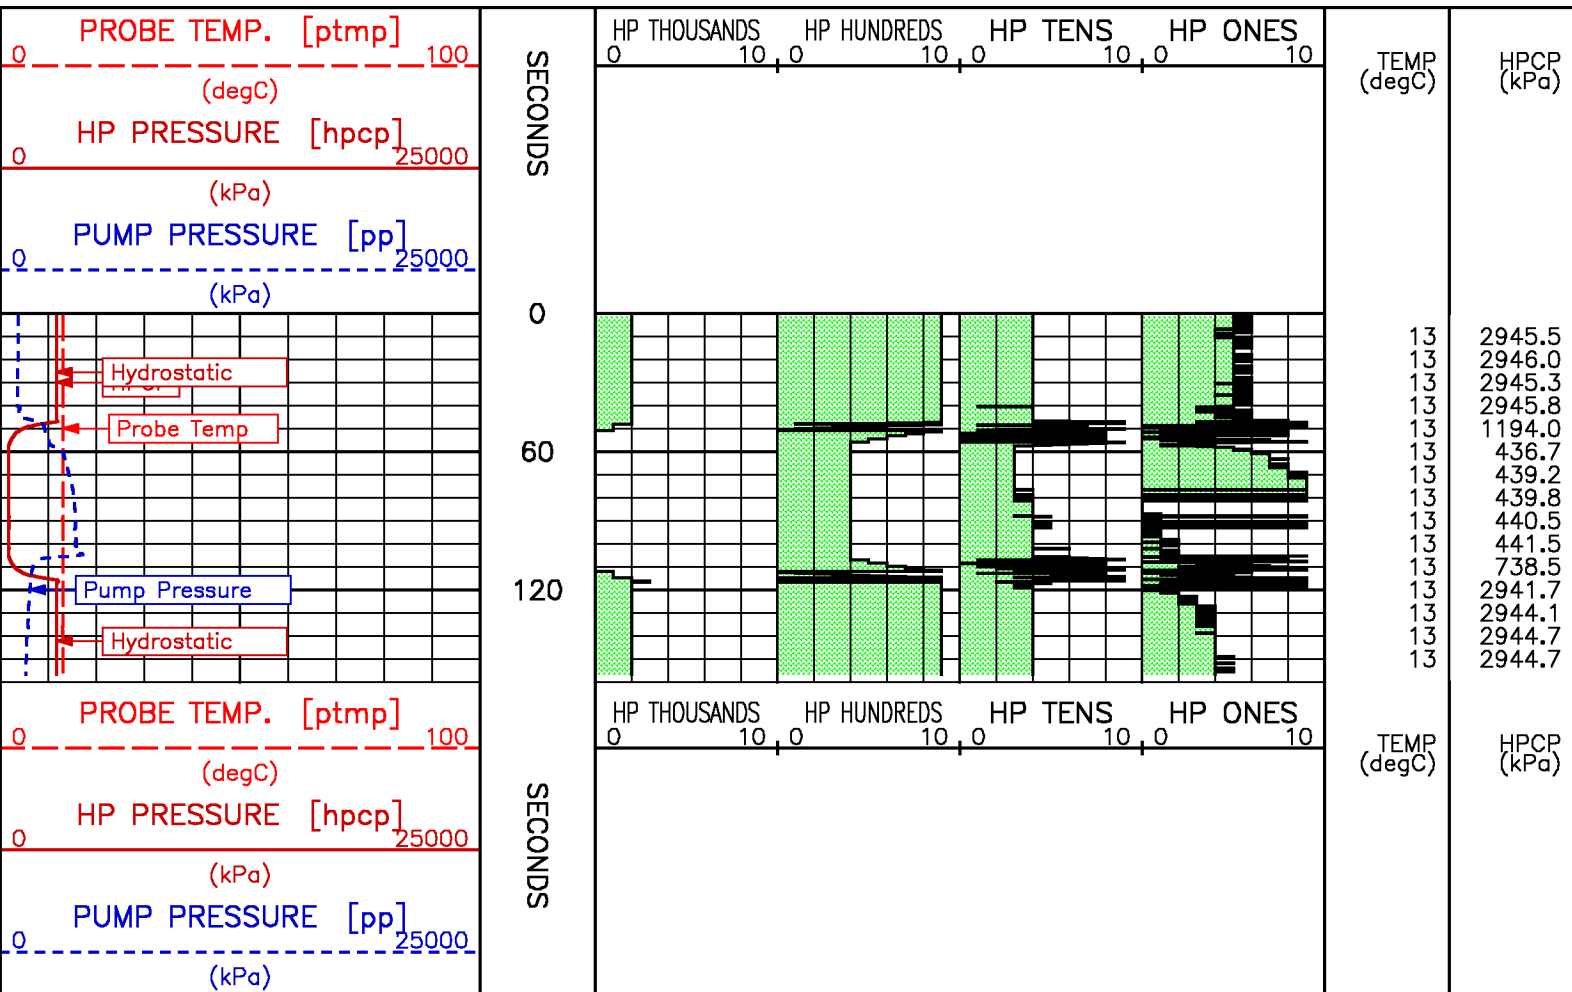 PROBE TEMP. [ptmp]
0 100
(degC)
HP PRESSURE [hpcp]
0 25000
(kPa)
PUMP PRESSURE [pp]
0 25000
(kPa)
SECONDS
HP THOUSANDS HP HUNDREDS HP TENS HP ONES
0 10 0 10 0 10 0 10
TEMP
(degC)
HPCP
(kPa)
0
60
120
Hydrostatic
Probe Temp
Pump Pressure
Hydrostatic
13 2945.5
13 2946.0
13 2945.3
13 2945.8
13 1194.0
13 436.7
13 439.2
13 439.8
13 440.5
13 441.5
13 738.5
13 2941.7
13 2944.1
13 2944.7
13 2944.7
PROBE TEMP. [ptmp]
0 100
(degC)
HP PRESSURE [hpcp]
0 25000
(kPa)
PUMP PRESSURE [pp]
0 25000
(kPa)
SECONDS
HP THOUSANDS HP HUNDREDS HP TENS HP ONES
0 10 0 10 0 10 0 10
TEMP
(degC)
HPCP
(kPa)